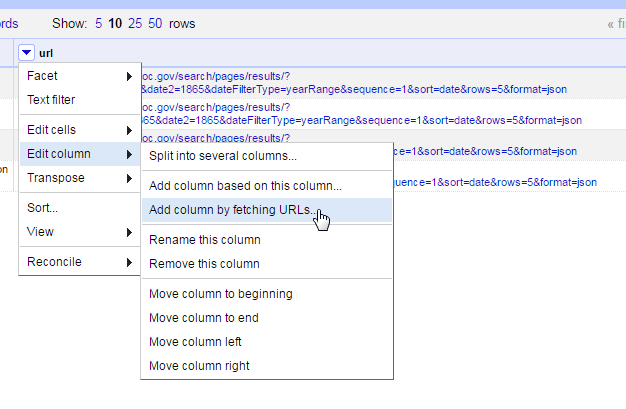 ords Show: 5 10 25 50 rows « fi
url
oc.gov/search/pages/results/?
&date2=1865&dateFilterType=yearRange&sequence=1&sort=date&rows=5&format=json
oc.gov/search/pages/results/?
65&dateFilterType=yearRange&sequence=1&sort=date&rows=5&format=json
oc.gov/search/pages/results/?
ce=1&sort=date&rows=5&format=json
on
quence=1&sort=date&rows=5&format=json
Facet
Text filter
Edit cells
Edit column
Transpose
Sort...
View
Reconcile
Split into several columns...
Add column based on this column...
Add column by fetching URLs...
Rename this column
Remove this column
Move column to beginning
Move column to end
Move column left
Move column right